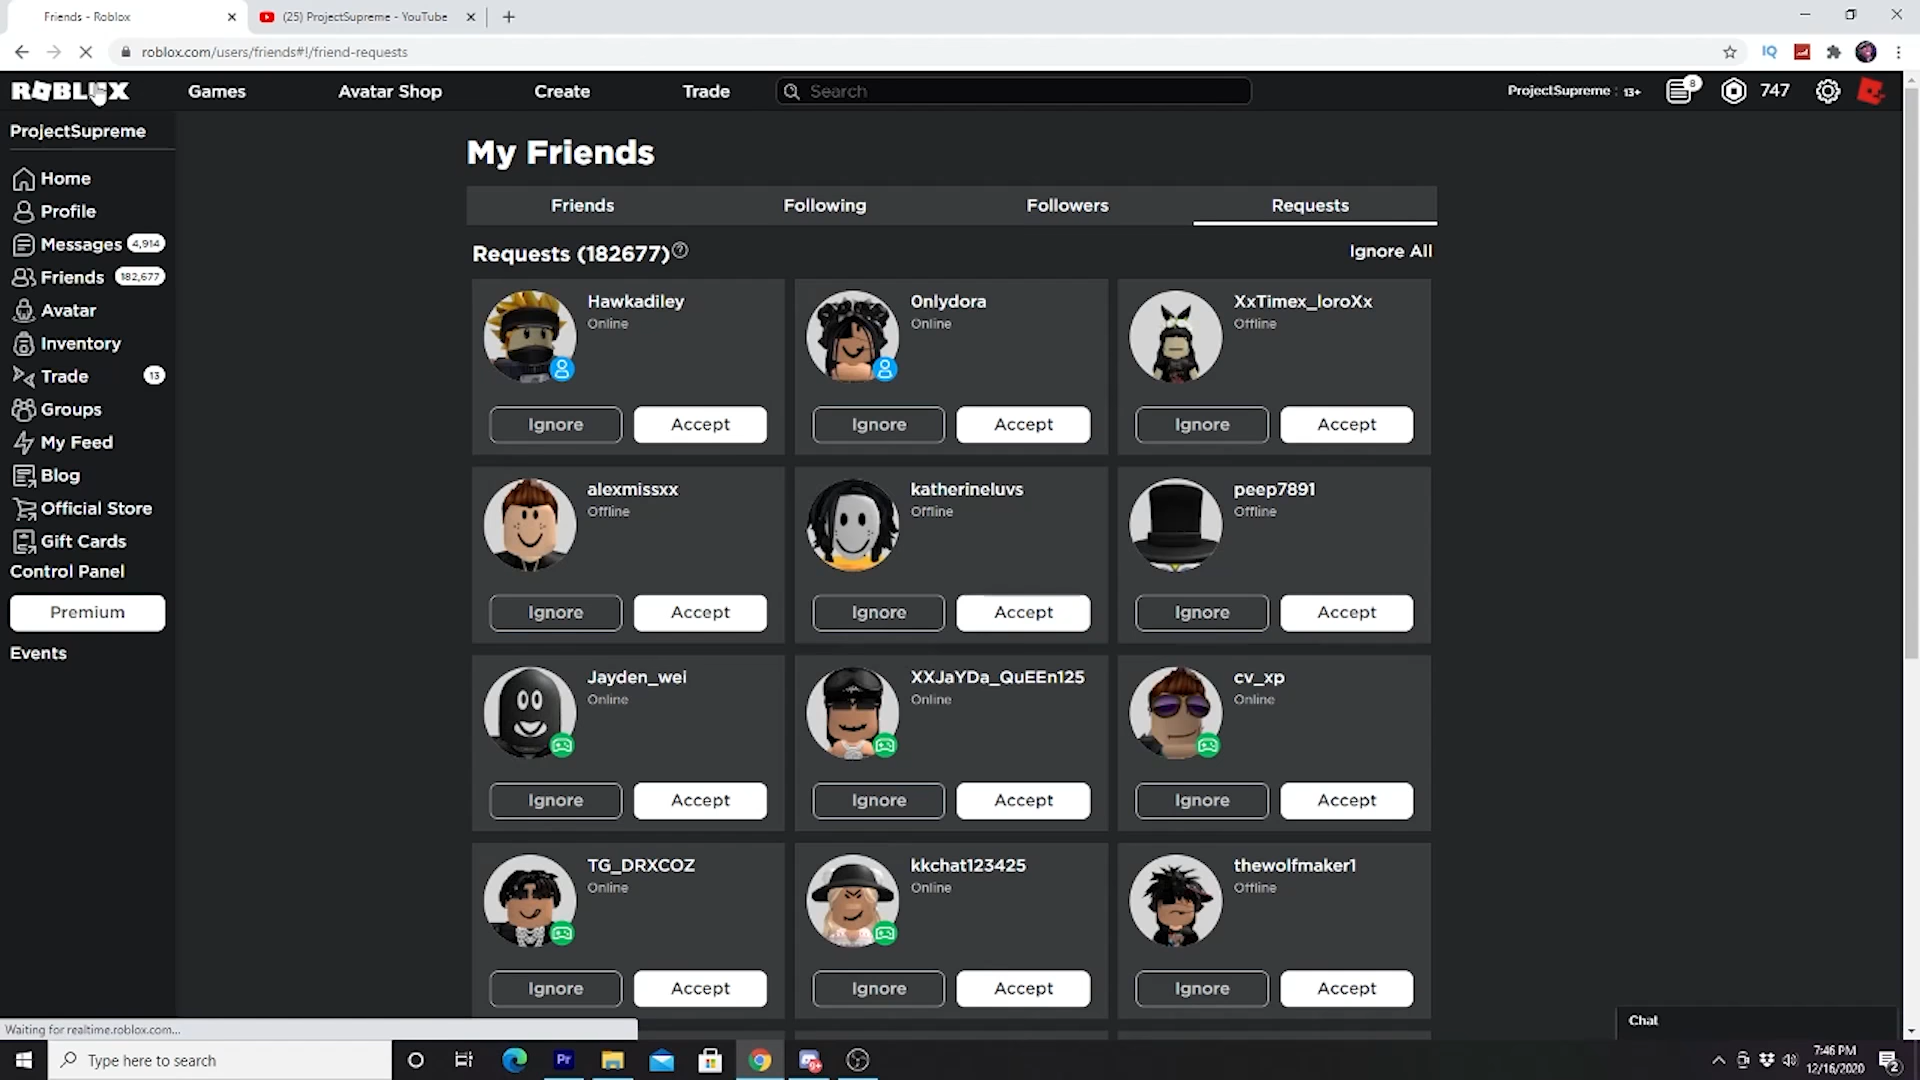 Friends - Roblox
(25) ProjectSupreme - YouTube
roblox.com/users/friends#!/friend-requests
IQ
ROBLOX
Games
Avatar Shop
Create
Trade
Search
ProjectSupreme : 13+
8
747
ProjectSupreme
Home
Profile
Messages 4,914
Friends 182,677
Avatar
Inventory
Trade 13
Groups
My Feed
Blog
Official Store
Gift Cards
Control Panel
Premium
Events
My Friends
Friends
Following
Followers
Requests
Requests (182677)
Ignore All
Hawkadiley
Online
Ignore
Accept
0nlydora
Online
Ignore
Accept
XxTimex_loroXx
Offline
Ignore
Accept
alexmissxx
Offline
Ignore
Accept
katherineluvs
Offline
Ignore
Accept
peep7891
Offline
Ignore
Accept
Jayden_wei
Online
Ignore
Accept
XXJaYDa_QuEEn125
Online
Ignore
Accept
cv_xp
Online
Ignore
Accept
TG_DRXCOZ
Online
Ignore
Accept
kkchat123425
Online
Ignore
Accept
thewolfmaker1
Offline
Ignore
Accept
Chat
Waiting for realtime.roblox.com...
Type here to search
Pr
7:46 PM
12/16/2020
2